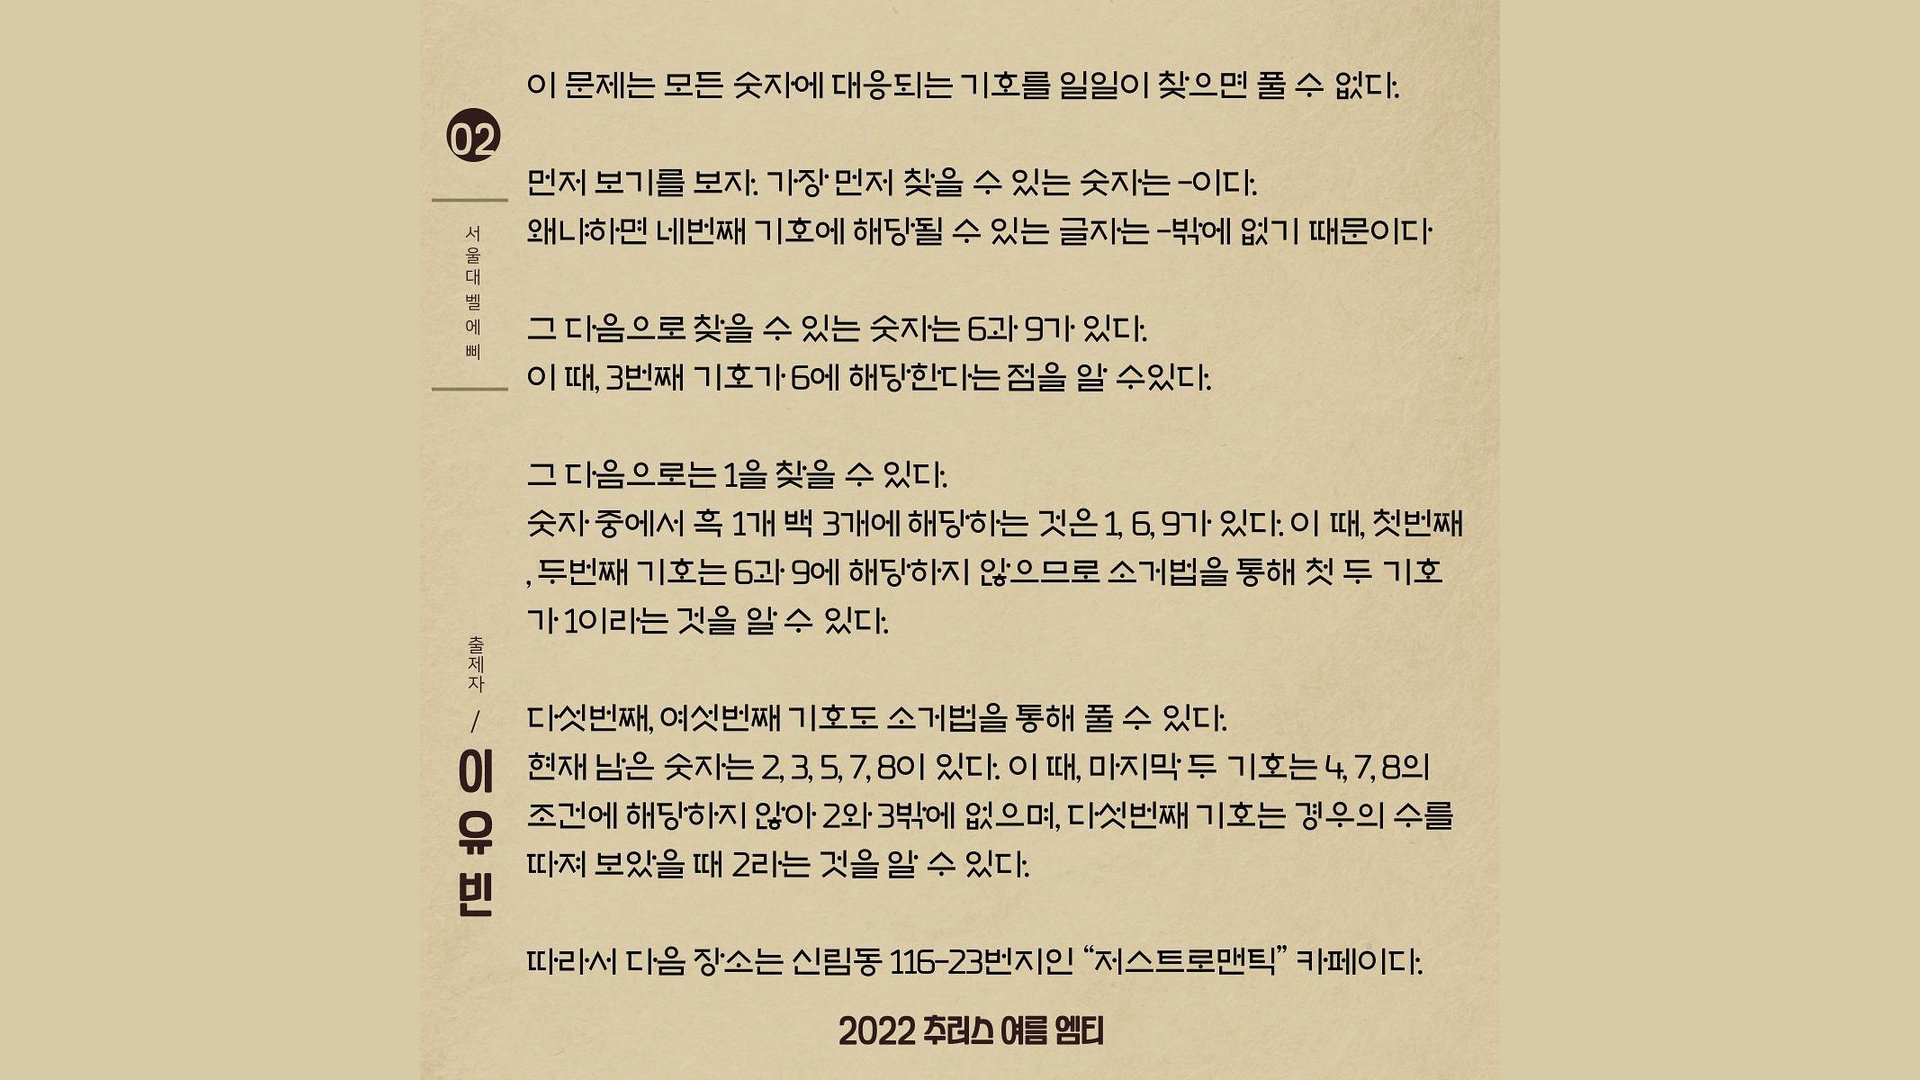 02
서울대벨에삐
출제자 / 이유빈
이 문제는 모든 숫자에 대응되는 기호를 일일이 찾으면 풀 수 없다.
먼저 보기를 보자. 가장 먼저 찾을 수 있는 숫자는 -이다.
왜냐하면 네번째 기호에 해당될 수 있는 글자는 -밖에 없기 때문이다
그 다음으로 찾을 수 있는 숫자는 6과 9가 있다.
이 때, 3번째 기호가 6에 해당한다는 점을 알 수있다.
그 다음으로는 1을 찾을 수 있다.
숫자 중에서 흑 1개 백 3개에 해당하는 것은 1, 6, 9가 있다. 이 때, 첫번째
, 두번째 기호는 6과 9에 해당하지 않으므로 소거법을 통해 첫 두 기호
가 1이라는 것을 알 수 있다.
다섯번째, 여섯번째 기호도 소거법을 통해 풀 수 있다.
현재 남은 숫자는 2, 3, 5, 7, 8이 있다. 이 때, 마지막 두 기호는 4, 7, 8의
조건에 해당하지 않아 2와 3밖에 없으며, 다섯번째 기호는 경우의 수를
따져 보았을 때 2라는 것을 알 수 있다.
따라서 다음 장소는 신림동 116-23번지인 “저스트로맨틱” 카페이다.
2022 추러스 여름 엠티